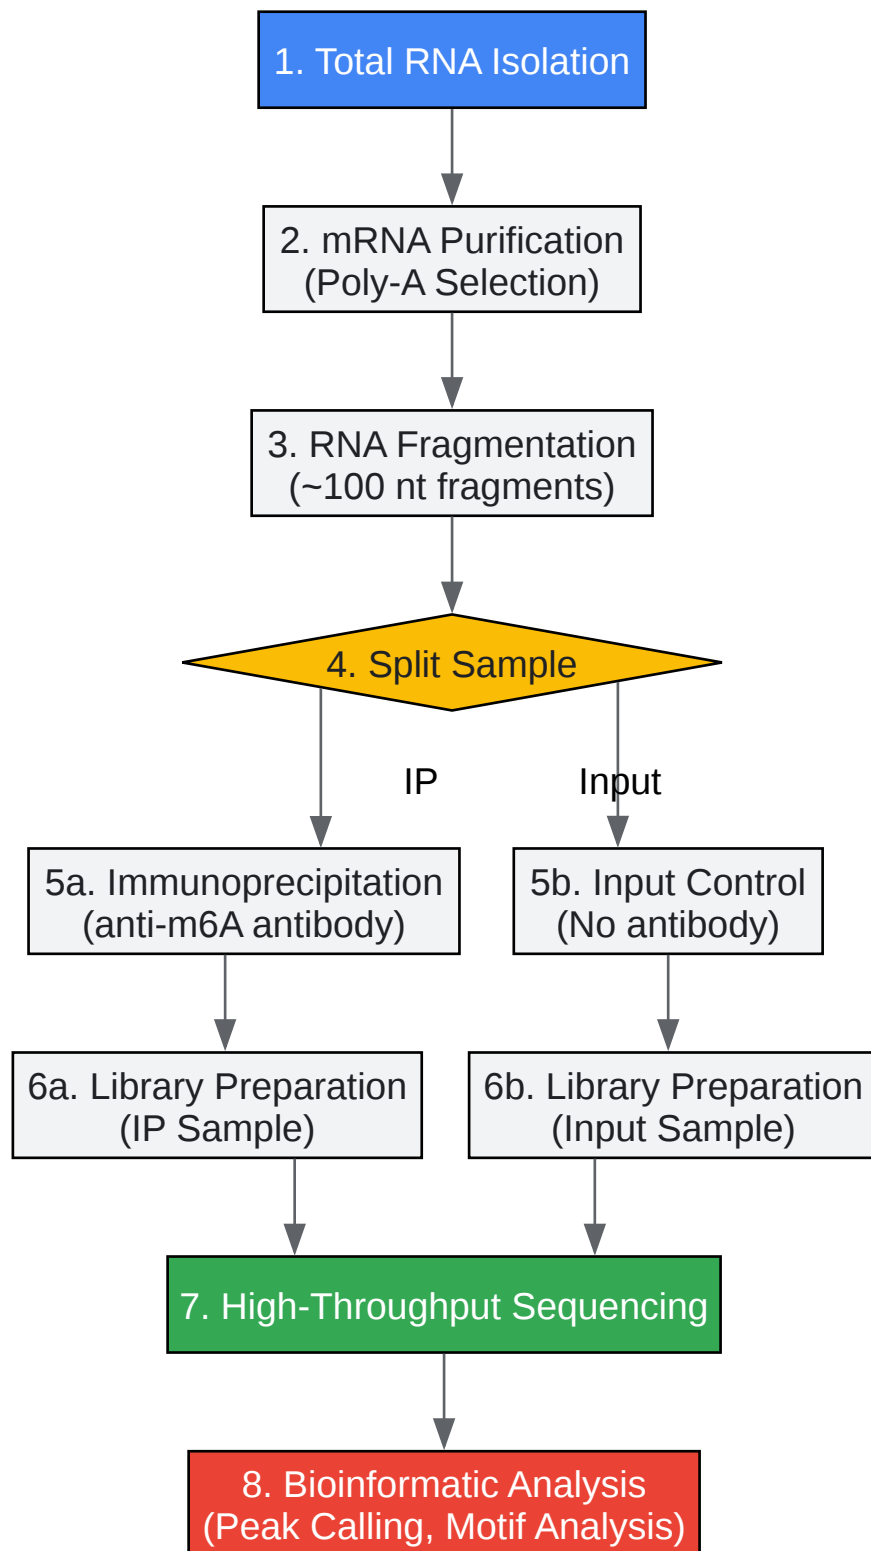 1. Total RNA Isolation
2. mRNA Purification
(Poly-A Selection)
3. RNA Fragmentation
(~100 nt fragments)
4. Split Sample
IP
Input
5a. Immunoprecipitation
(anti-m6A antibody)
5b. Input Control
(No antibody)
6a. Library Preparation
(IP Sample)
6b. Library Preparation
(Input Sample)
7. High-Throughput Sequencing
8. Bioinformatic Analysis
(Peak Calling, Motif Analysis)